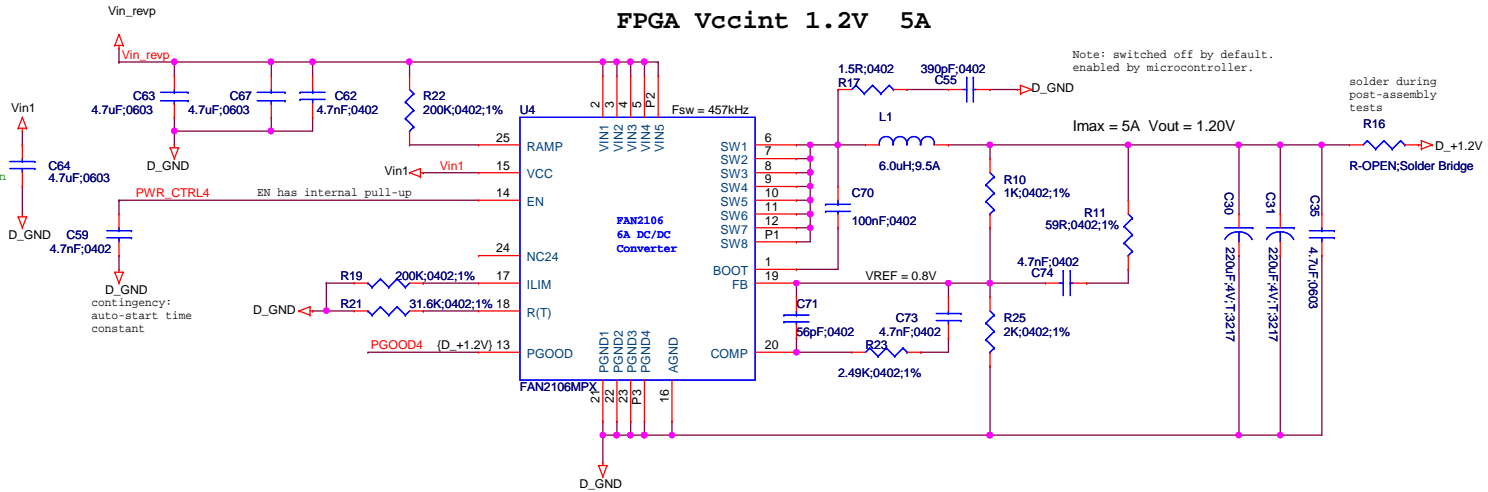 Vin_revp
FPGA Vccint 1.2V 5A
Vin_revp
Note: switched off by default.
enabled by microcontroller.
1.5R;0402
R17
390pF;0402
C55
D_GND
solder during
post-assembly
tests
R16
D_+1.2V
R-OPEN;Solder Bridge
Vin1
C64
4.7uF;0603
n
D_GND
C63
4.7uF;0603
C67
4.7uF;0603
C62
4.7nF;0402
D_GND
R22
200K;0402;1%
U4
Fsw = 457kHz
2
3
4
5
P2
VIN1
VIN2
VIN3
VIN4
VIN5
25
RAMP
Vin1
Vin1
15
VCC
PWR_CTRL4
EN has internal pull-up
14
EN
C59
4.7nF;0402
D_GND
contingency:
auto-start time
constant
24
NC24
R19
200K;0402;1%
17
ILIM
D_GND
R21
31.6K;0402;1%
18
R(T)
PGOOD4
{D_+1.2V}
13
PGOOD
FAN2106
6A DC/DC
Converter
FAN2106MPX
PGND1
PGND2
PGND3
PGND4
AGND
21
22
23
P3
16
D_GND
SW1
6
SW2
7
SW3
8
SW4
9
SW5
10
SW6
11
SW7
12
SW8
P1
BOOT
1
FB
19
COMP
20
L1
6.0uH;9.5A
Imax = 5A Vout = 1.20V
C70
100nF;0402
R10
1K;0402;1%
R11
59R;0402;1%
4.7nF;0402
C74
VREF = 0.8V
C71
56pF;0402
C73
4.7nF;0402
R23
2.49K;0402;1%
R25
2K;0402;1%
C30
220uF;4V;T;3217
C31
220uF;4V;T;3217
C35
4.7uF;0603